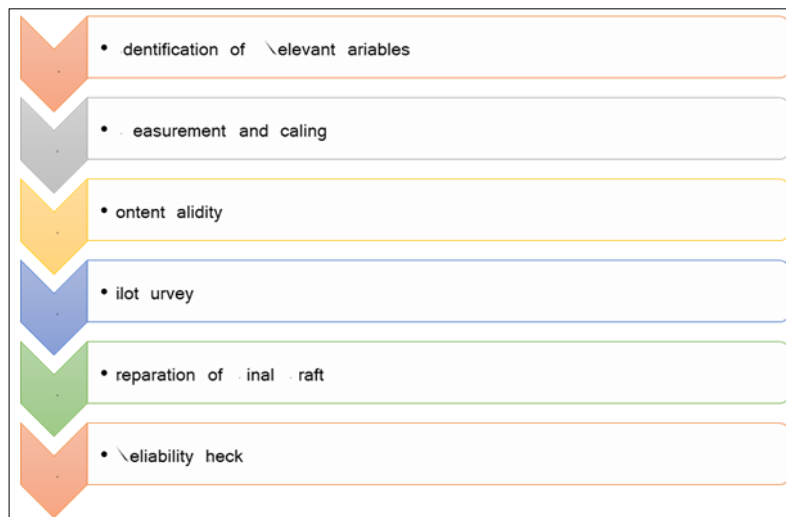 dentification of elevant ariables
easurement and caling
ontent alidity
ilot urvey
reparation of inal raft
eliability heck